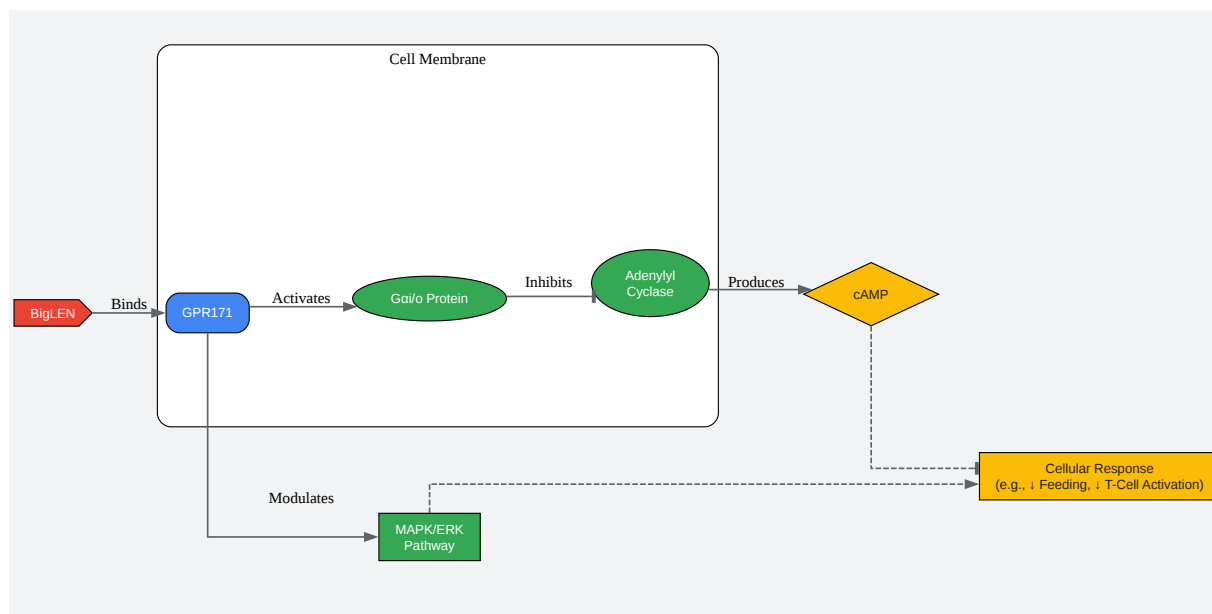 Cell Membrane
BigLEN
Binds
GPR171
Activates
Gαi/o Protein
Inhibits
Adenylyl
Cyclase
Produces
cAMP
Modulates
MAPK/ERK
Pathway
Cellular Response
(e.g., ↓ Feeding, ↓ T-Cell Activation)